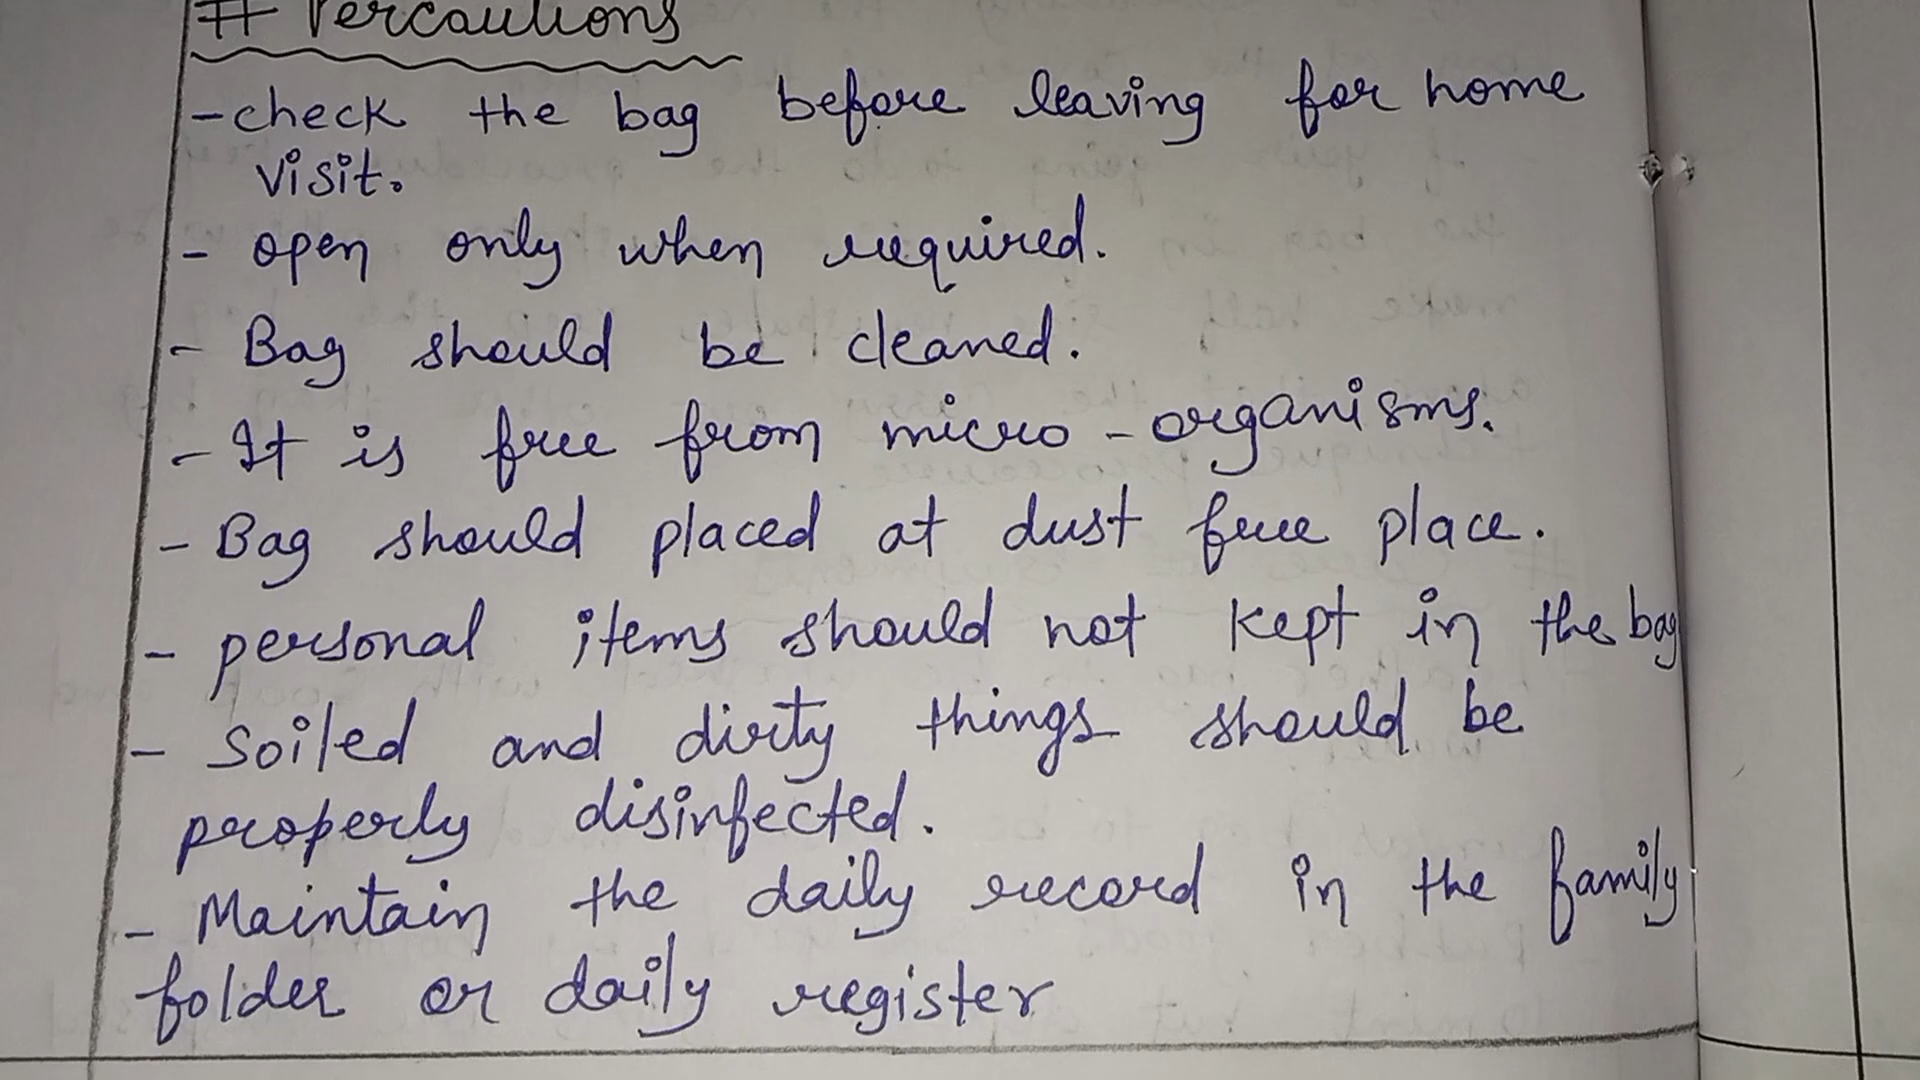 # Percautions
- check the bag before leaving for home
visit.
- open only when required.
- Bag should be cleaned.
- It is free from micro - organisms.
- Bag should placed at dust free place.
- personal items should not kept in the bag
- Soiled and dirty things should be
properly disinfected.
- Maintain the daily record in the family
folder or daily register